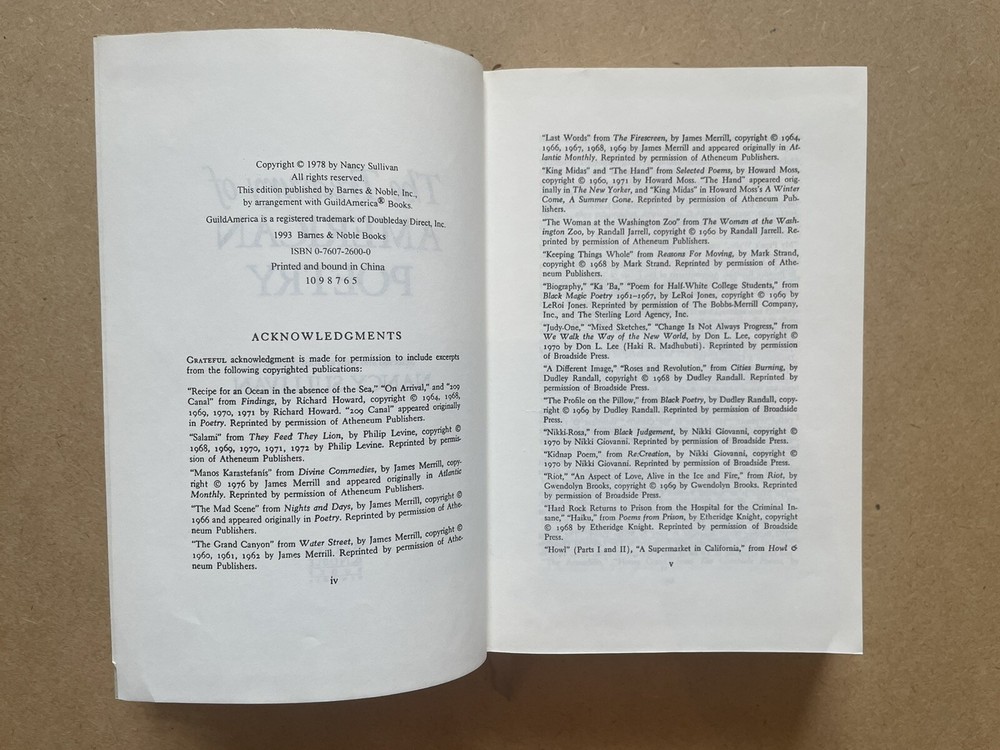 Copyright © 1978 by Nancy Sullivan
All rights reserved.
This edition published by Barnes & Noble, Inc.,
by arrangement with GuildAmerica® Books.
GuildAmerica is a registered trademark of Doubleday Direct, Inc.
1993 Barnes & Noble Books
ISBN 0-7607-2600-0
Printed and bound in China
10 9 8 7 6 5
ACKNOWLEDGMENTS
GRATEFUL acknowledgment is made for permission to include excerpts
from the following copyrighted publications:
"Recipe for an Ocean in the absence of the Sea," "On Arrival," and "209
Canal" from Findings, by Richard Howard, copyright © 1964, 1968,
1969, 1970, 1971 by Richard Howard. "209 Canal" appeared originally
in Poetry. Reprinted by permission of Atheneum Publishers.
"Salami" from They Feed They Lion, by Philip Levine, copyright ©
1968, 1969, 1970, 1971, 1972 by Philip Levine. Reprinted by permis-
sion of Atheneum Publishers.
"Manos Karastefanis" from Divine Commedies, by James Merrill, copy-
right © 1976 by James Merrill and appeared originally in Atlantic
Monthly. Reprinted by permission of Atheneum Publishers.
"The Mad Scene" from Nights and Days, by James Merrill, copyright ©
1966 and appeared originally in Poetry. Reprinted by permission of Athe-
neum Publishers.
"The Grand Canyon" from Water Street, by James Merrill, copyright ©
1960, 1961, 1962 by James Merrill. Reprinted by permission of Athe-
neum Publishers.
iv
"Last Words" from The Firescreen, by James Merrill, copyright © 1964,
1966, 1967, 1968, 1969 by James Merrill and appeared originally in At-
lantic Monthly. Reprinted by permission of Atheneum Publishers.
"King Midas" and "The Hand" from Selected Poems, by Howard Moss,
copyright © 1960, 1971 by Howard Moss. "The Hand" appeared orig-
inally in The New Yorker, and "King Midas" in Howard Moss's A Winter
Come, A Summer Gone. Reprinted by permission of Atheneum Pub-
lishers.
"The Woman at the Washington Zoo" from The Woman at the Wash-
ington Zoo, by Randall Jarrell, copyright © 1960 by Randall Jarrell. Re-
printed by permission of Atheneum Publishers.
"Keeping Things Whole" from Reasons For Moving, by Mark Strand,
copyright © 1968 by Mark Strand. Reprinted by permission of Athe-
neum Publishers.
"Biography," "Ka 'Ba," "Poem for Half-White College Students," from
Black Magic Poetry 1961–1967, by LeRoi Jones, copyright © 1969 by
LeRoi Jones. Reprinted by permission of The Bobbs-Merrill Company,
Inc., and The Sterling Lord Agency, Inc.
"Judy-One," "Mixed Sketches," "Change Is Not Always Progress," from
We Walk the Way of the New World, by Don L. Lee, copyright ©
1970 by Don L. Lee (Haki R. Madhubuti). Reprinted by permission
of Broadside Press.
"A Different Image," "Roses and Revolution," from Cities Burning, by
Dudley Randall, copyright © 1968 by Dudley Randall. Reprinted by
permission of Broadside Press.
"The Profile on the Pillow," from Black Poetry, by Dudley Randall, copy-
right © 1969 by Dudley Randall. Reprinted by permission of Broadside
Press.
"Nikki-Rosa," from Black Judgement, by Nikki Giovanni, copyright ©
1970 by Nikki Giovanni. Reprinted by permission of Broadside Press.
"Kidnap Poem," from Re:Creation, by Nikki Giovanni, copyright ©
1970 by Nikki Giovanni. Reprinted by permission of Broadside Press.
"Riot," "An Aspect of Love, Alive in the Ice and Fire," from Riot, by
Gwendolyn Brooks, copyright © 1969 by Gwendolyn Brooks. Reprinted
by permission of Broadside Press.
"Hard Rock Returns to Prison from the Hospital for the Criminal In-
sane," "Haiku," from Poems from Prison, by Etheridge Knight, copyright
© 1968 by Etheridge Knight. Reprinted by permission of Broadside
Press.
"Howl" (Parts I and II), "A Supermarket in California," from Howl &
v